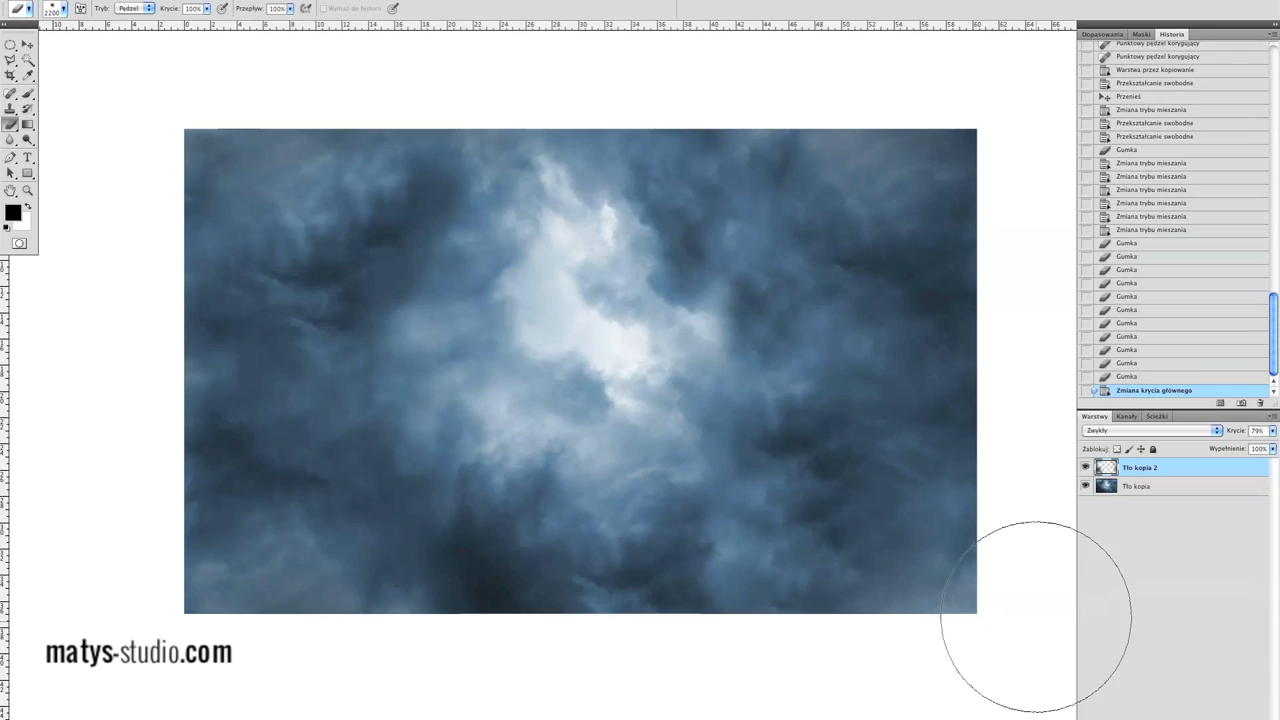 Tryb: Pędzel Krycie: 100% Przepływ: 100% Wymaż do historii
2200
Dopasowania Maski Historia
Punktowy pędzel korygujący
Punktowy pędzel korygujący
Warstwa przez kopiowanie
Przekształcanie swobodne
Przenieś
Zmiana trybu mieszania
Przekształcanie swobodne
Przekształcanie swobodne
Gumka
Zmiana trybu mieszania
Zmiana trybu mieszania
Zmiana trybu mieszania
Zmiana trybu mieszania
Zmiana trybu mieszania
Zmiana trybu mieszania
Gumka
Gumka
Gumka
Gumka
Gumka
Gumka
Gumka
Gumka
Gumka
Gumka
Gumka
Zmiana krycia głównego
Warstwy Kanały Ścieżki
Zwykły Krycie: 79%
Zablokuj: Wypełnienie: 100%
Tło kopia 2
Tło kopia
matys-studio.com